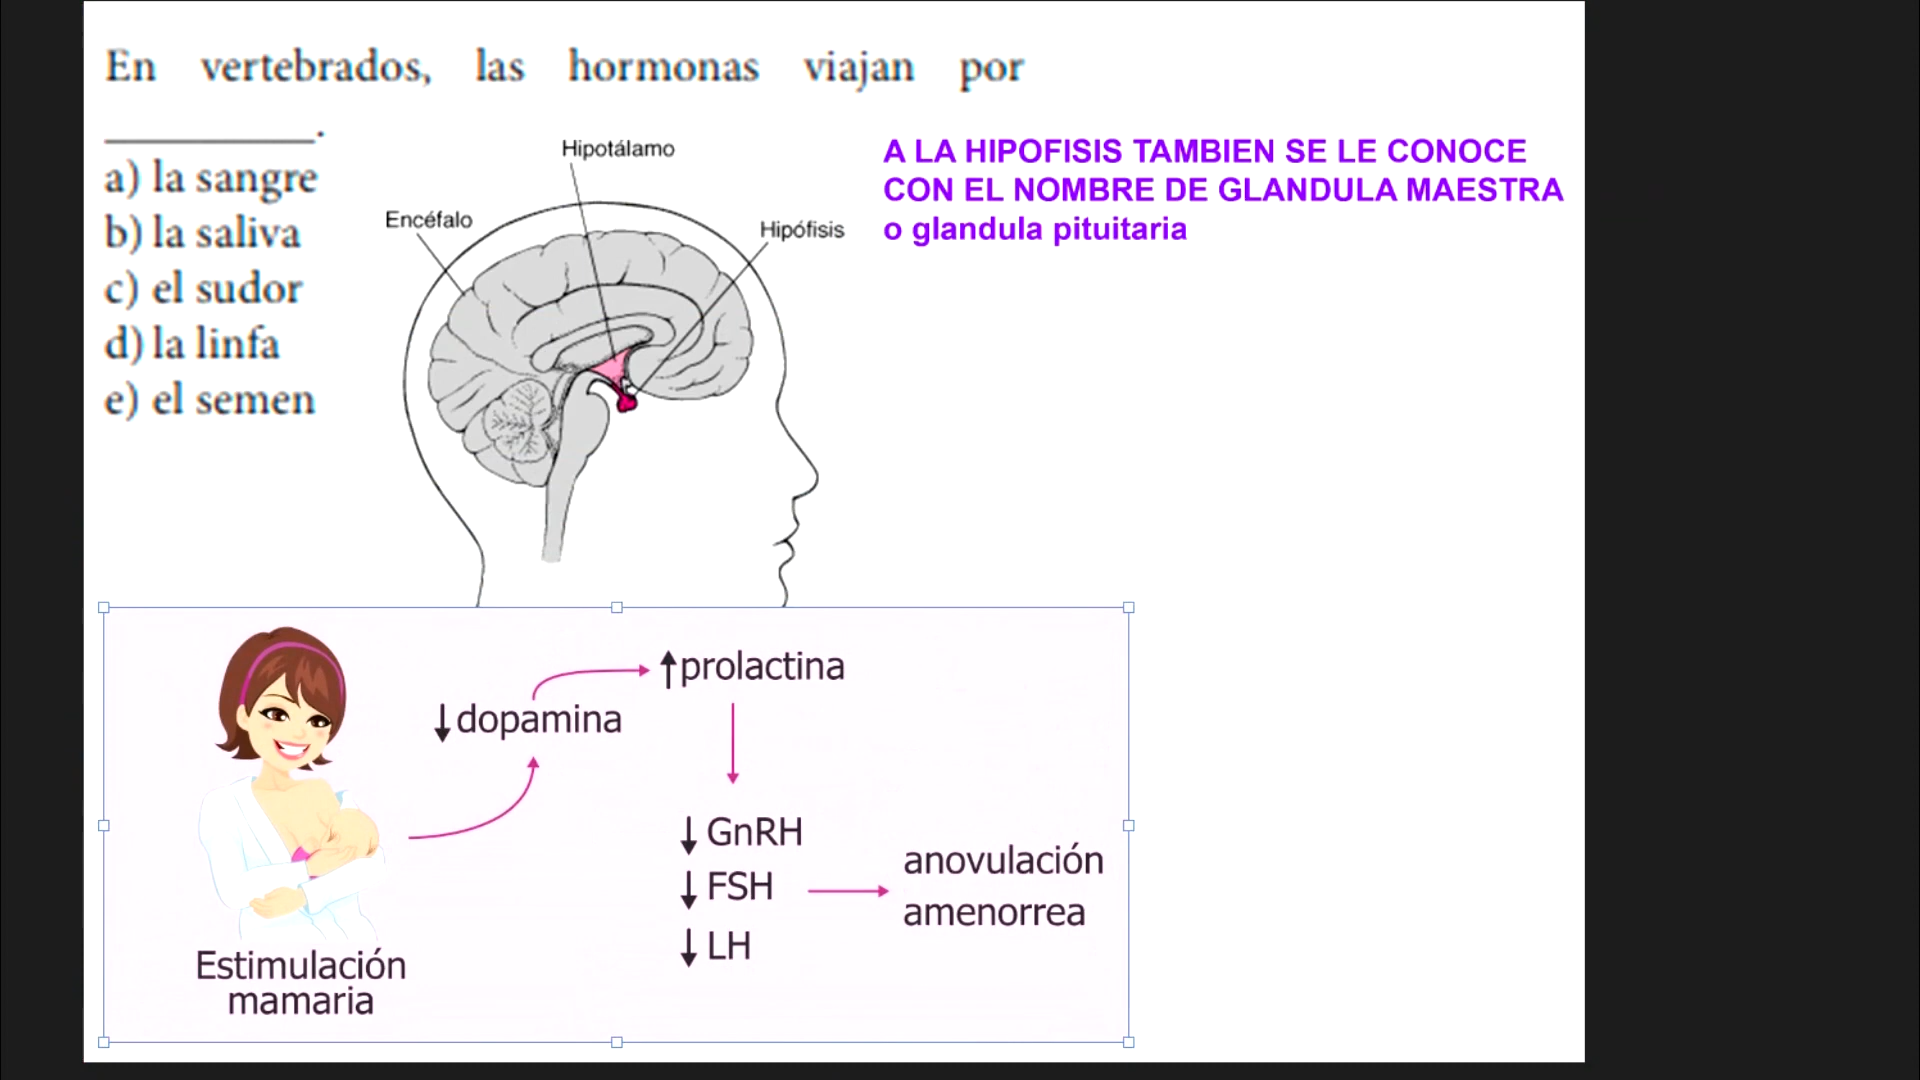 En vertebrados, las hormonas viajan por
__________.
a) la sangre
b) la saliva
c) el sudor
d) la linfa
e) el semen
Hipotálamo
Encéfalo
Hipófisis
A LA HIPOFISIS TAMBIEN SE LE CONOCE
CON EL NOMBRE DE GLANDULA MAESTRA
o glandula pituitaria
↑prolactina
↓dopamina
↓ GnRH
↓ FSH
↓ LH
anovulación
amenorrea
Estimulación
mamaria